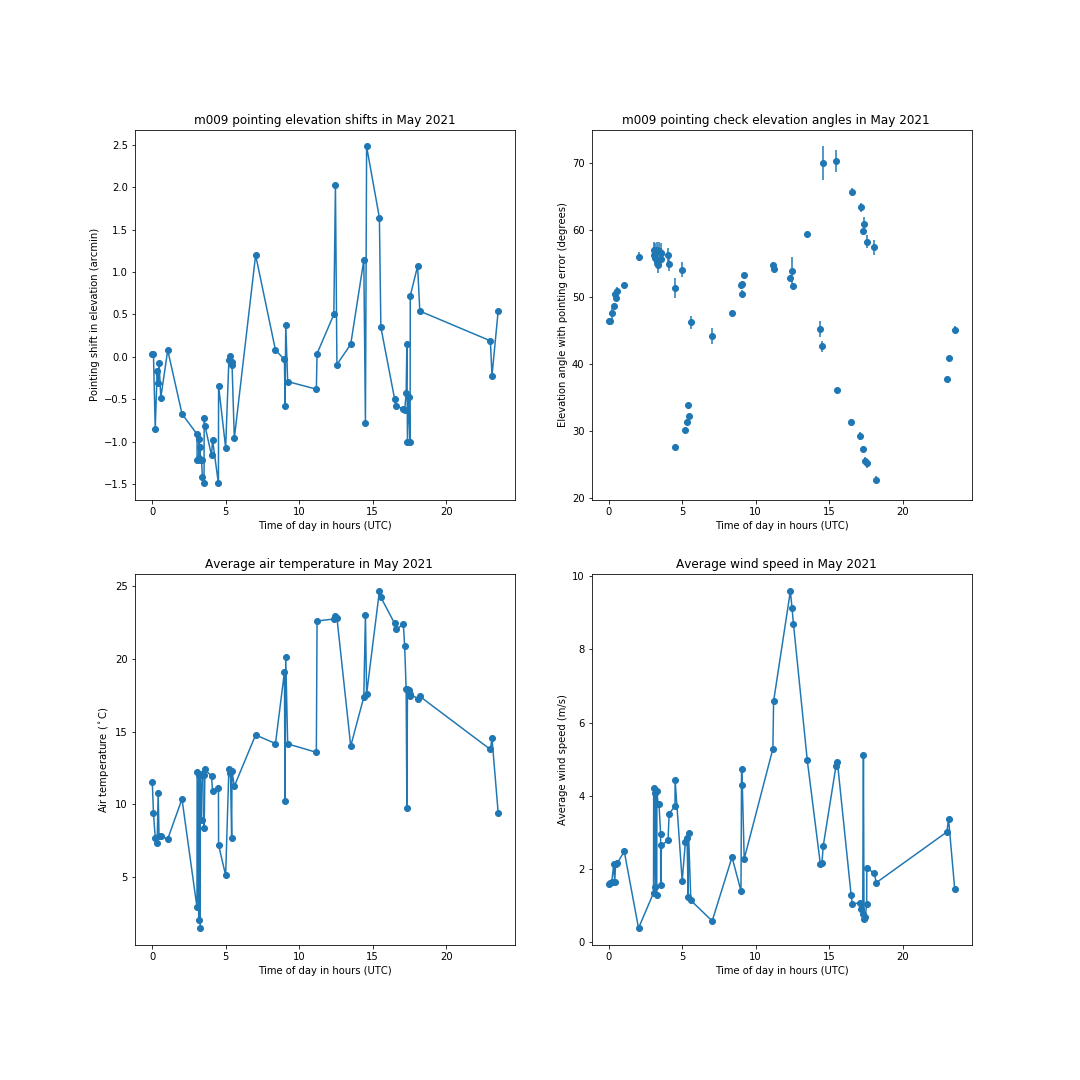 m009 pointing elevation shifts in May 2021
Pointing shift in elevation (arcmin)
2.5
2.0
1.5
1.0
0.5
0.0
−0.5
−1.0
−1.5
0 5 10 15 20
Time of day in hours (UTC)
m009 pointing check elevation angles in May 2021
Elevation angle with pointing error (degrees)
70
60
50
40
30
20
0 5 10 15 20
Time of day in hours (UTC)
Average air temperature in May 2021
Air temperature (°C)
25
20
15
10
5
0 5 10 15 20
Time of day in hours (UTC)
Average wind speed in May 2021
Average wind speed (m/s)
10
8
6
4
2
0
0 5 10 15 20
Time of day in hours (UTC)